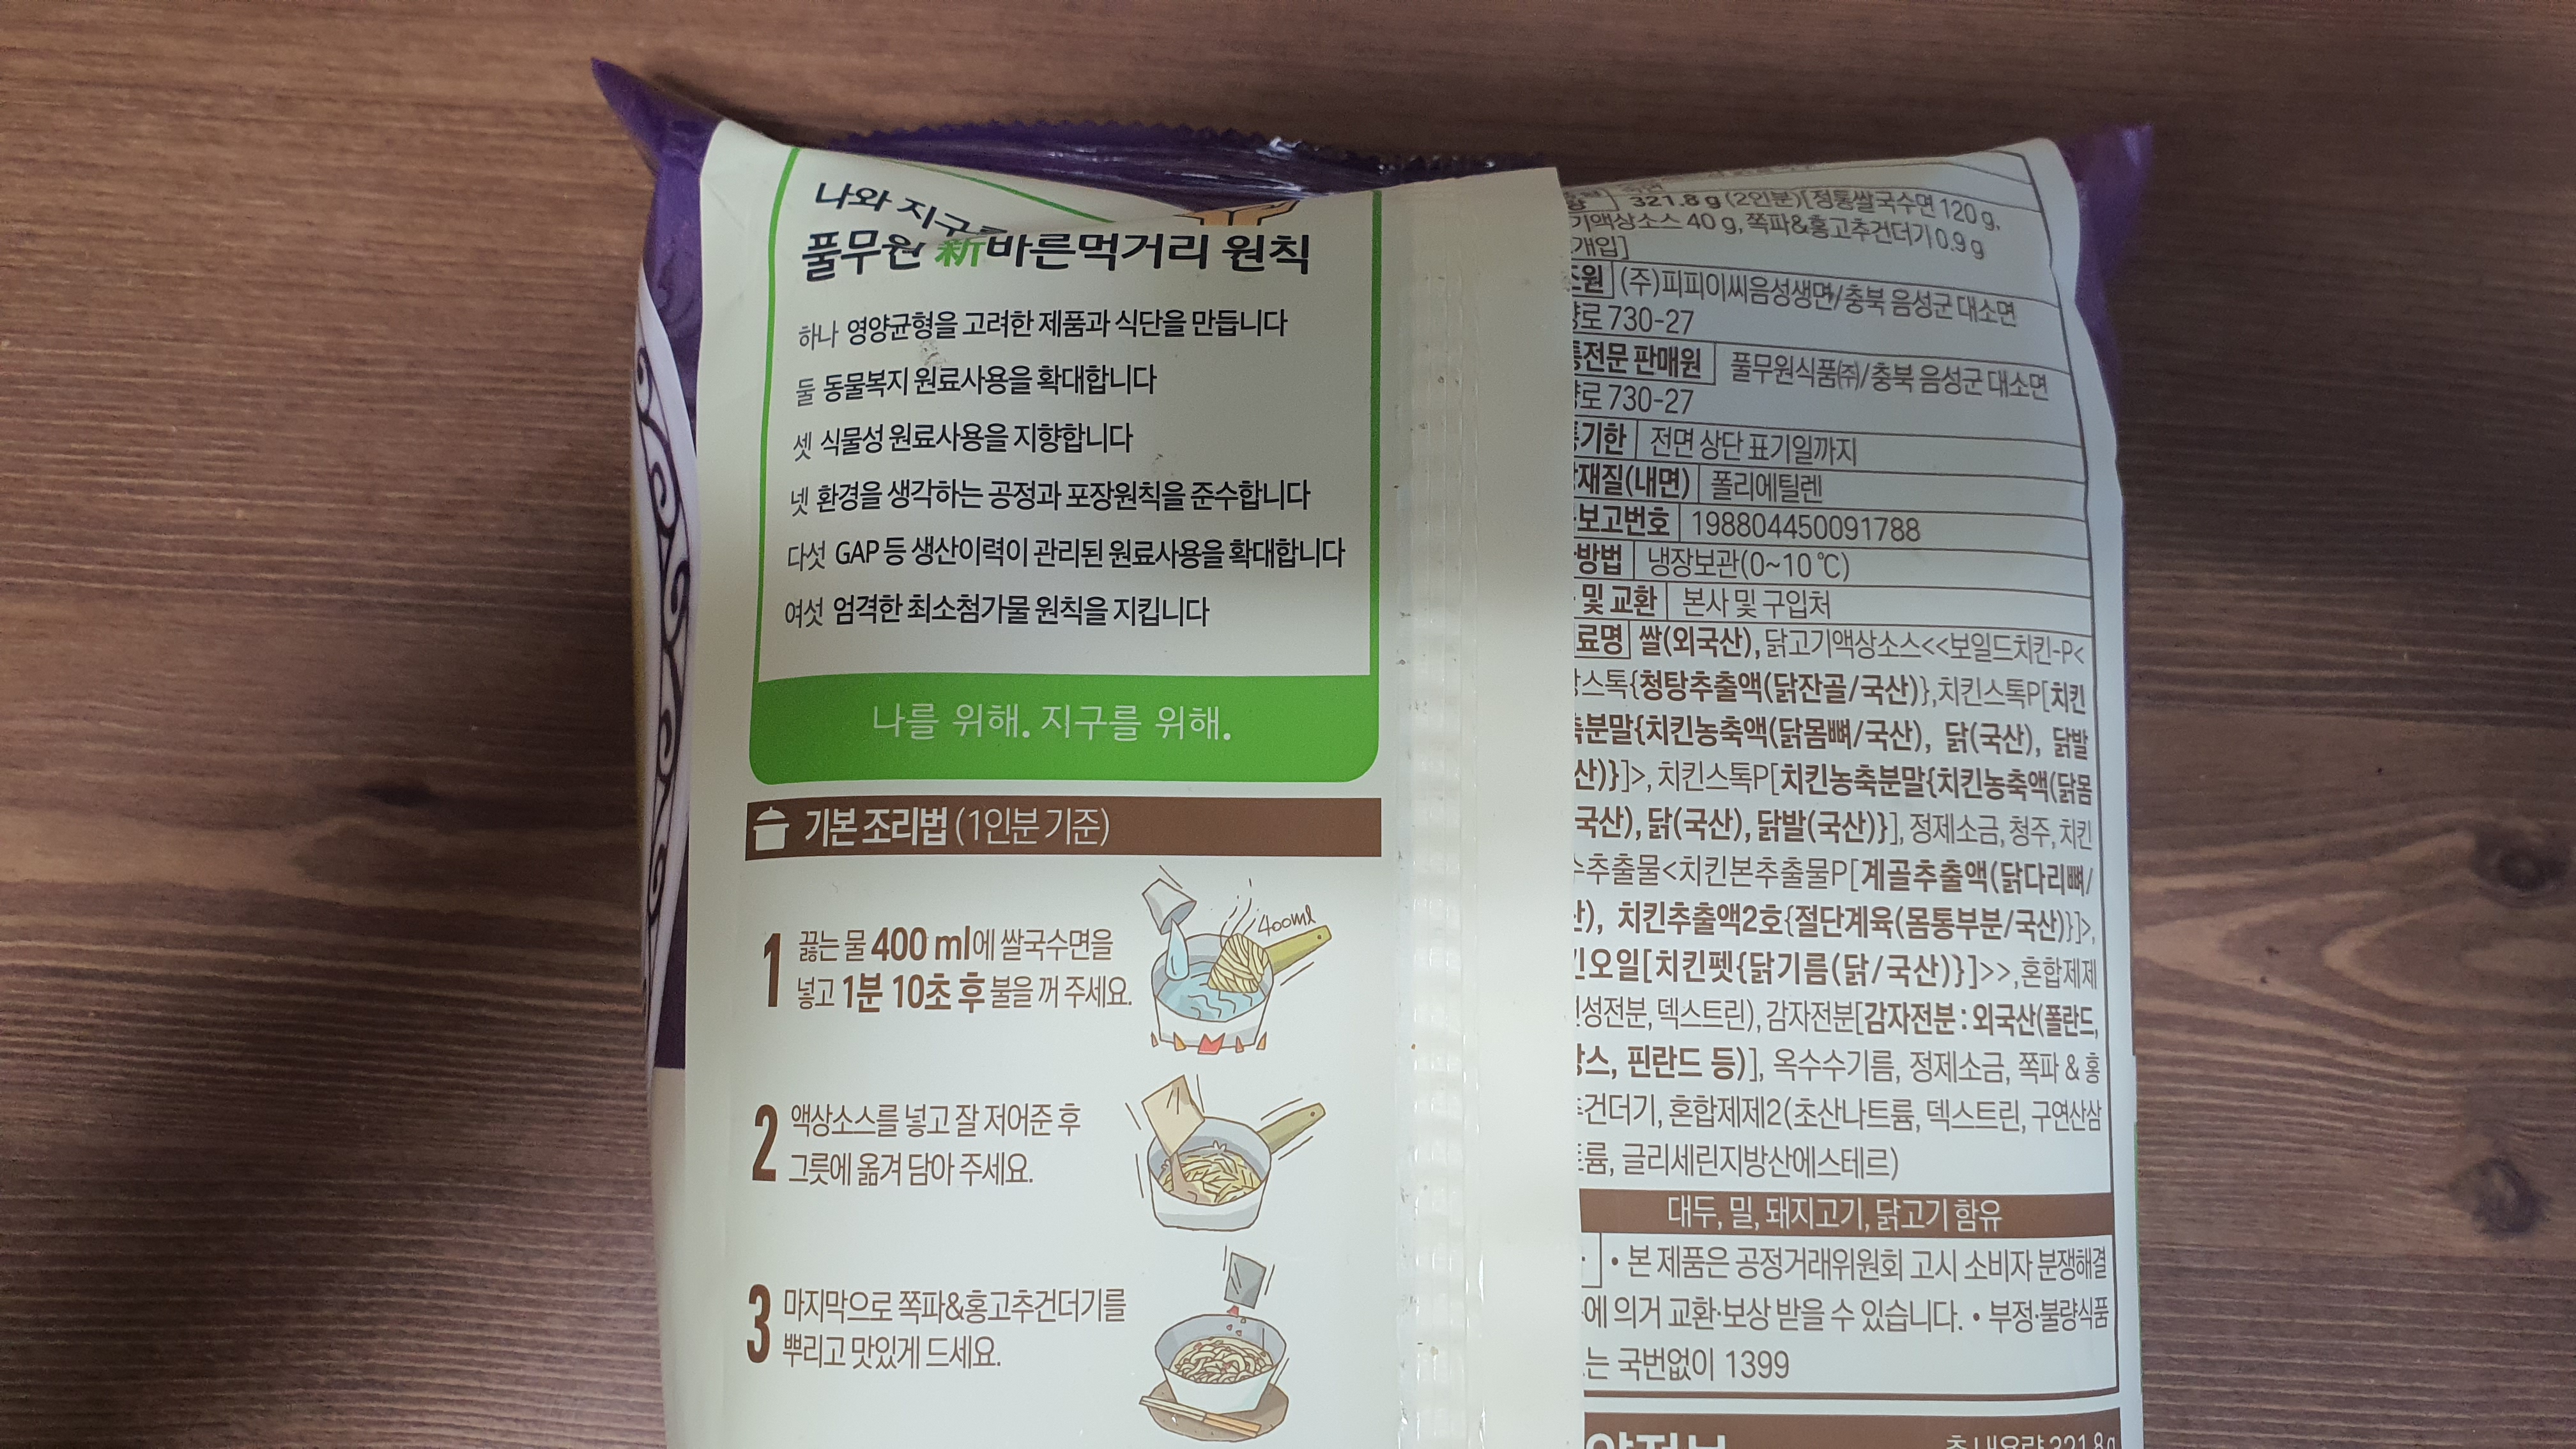 나와 지구를
풀무원 新바른먹거리 원칙
하나 영양균형을 고려한 제품과 식단을 만듭니다
둘 동물복지 원료사용을 확대합니다
셋 식물성 원료사용을 지향합니다
넷 환경을 생각하는 공정과 포장원칙을 준수합니다
다섯 GAP 등 생산이력이 관리된 원료사용을 확대합니다
여섯 엄격한 최소첨가물 원칙을 지킵니다
나를 위해. 지구를 위해.
기본 조리법 (1인분 기준)
1 끓는 물 400 ml에 쌀국수면을
넣고 1분 10초 후 불을 꺼 주세요.
400ml
2 액상소스를 넣고 잘 저어준 후
그릇에 옮겨 담아 주세요.
3 마지막으로 쪽파&홍고추건더기를
뿌리고 맛있게 드세요.
321.8 g (2인분)[정통쌀국수면 120 g,
기액상소스 40 g, 쪽파&홍고추건더기 0.9 g
개입]
원 (주)피피이씨음성생면/충북 음성군 대소면
로 730-27
전문 판매원 풀무원식품㈜/충북 음성군 대소면
로 730-27
기한 전면 상단 표기일까지
재질(내면) 폴리에틸렌
보고번호 198804450091788
방법 냉장보관(0~10 ℃)
및 교환 본사 및 구입처
료명 쌀(외국산), 닭고기액상소스<<보일드치킨-P<
스톡{청탕추출액(닭잔골/국산)},치킨스톡P[치킨
분말{치킨농축액(닭몸뼈/국산), 닭(국산), 닭발
산)}]>, 치킨스톡P[치킨농축분말{치킨농축액(닭몸
국산), 닭(국산), 닭발(국산)}], 정제소금, 청주, 치킨
추출물<치킨본추출물P[계골추출액(닭다리뼈/
), 치킨추출액2호{절단계육(몸통부분/국산)}]>,
오일[치킨펫{닭기름(닭/국산)}]>>, 혼합제제
성전분, 덱스트린), 감자전분[감자전분 : 외국산(폴란드,
스, 핀란드 등)], 옥수수기름, 정제소금, 쪽파 & 홍
건더기, 혼합제제2(초산나트륨, 덱스트린, 구연산삼
륨, 글리세린지방산에스테르)
대두, 밀, 돼지고기, 닭고기 함유
• 본 제품은 공정거래위원회 고시 소비자 분쟁해결
에 의거 교환·보상 받을 수 있습니다. • 부정·불량식품
는 국번없이 1399
총 내용량 321.8g